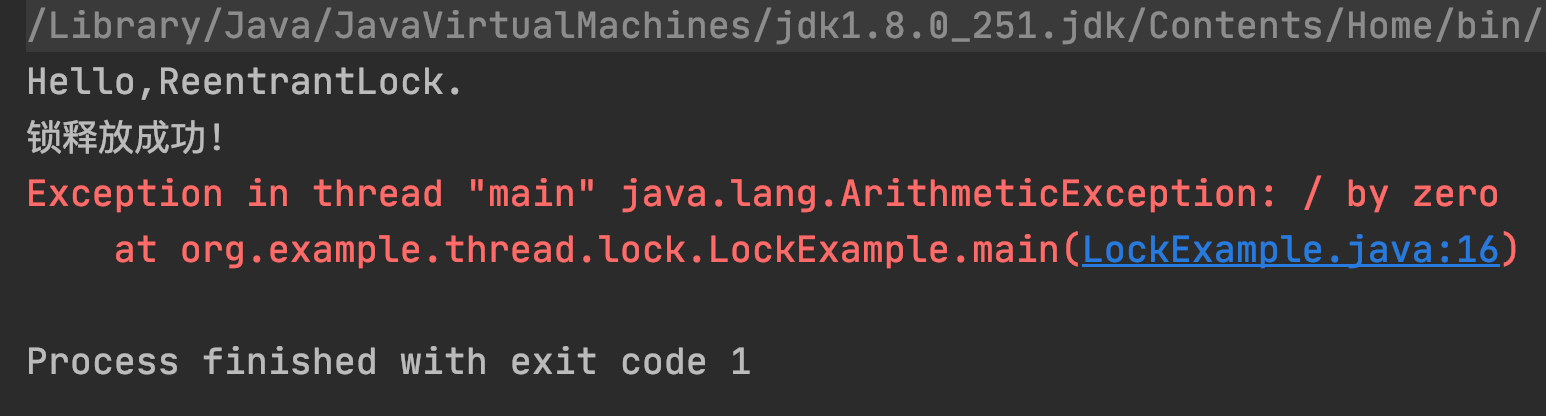 /Library/Java/JavaVirtualMachines/jdk1.8.0_251.jdk/Contents/Home/bin/
Hello,ReentrantLock.
锁释放成功!
Exception in thread "main" java.lang.ArithmeticException: / by zero
at org.example.thread.lock.LockExample.main(LockExample.java:16)
Process finished with exit code 1